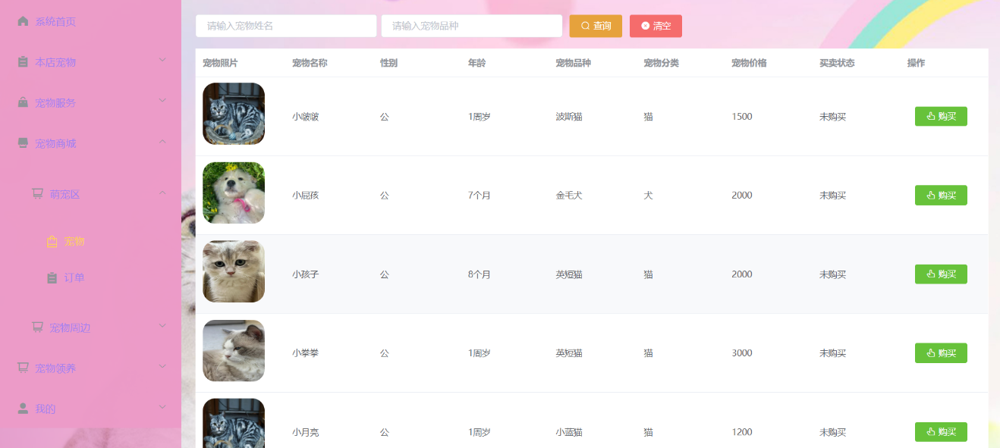 系统首页
本店宠物
宠物服务
宠物商城
萌宠区
宠物
订单
宠物周边
宠物领养
我的
请输入宠物姓名 请输入宠物品种 查询 清空
宠物照片 宠物名称 性别 年龄 宠物品种 宠物分类 宠物价格 买卖状态 操作
小啵啵 公 1周岁 波斯猫 猫 1500 未购买 购买
小屁孩 公 7个月 金毛犬 犬 2000 未购买 购买
小孩子 公 8个月 英短猫 猫 2000 未购买 购买
小拳拳 公 1周岁 英短猫 猫 3000 未购买 购买
小月亮 公 1周岁 小蓝猫 猫 1200 未购买 购买